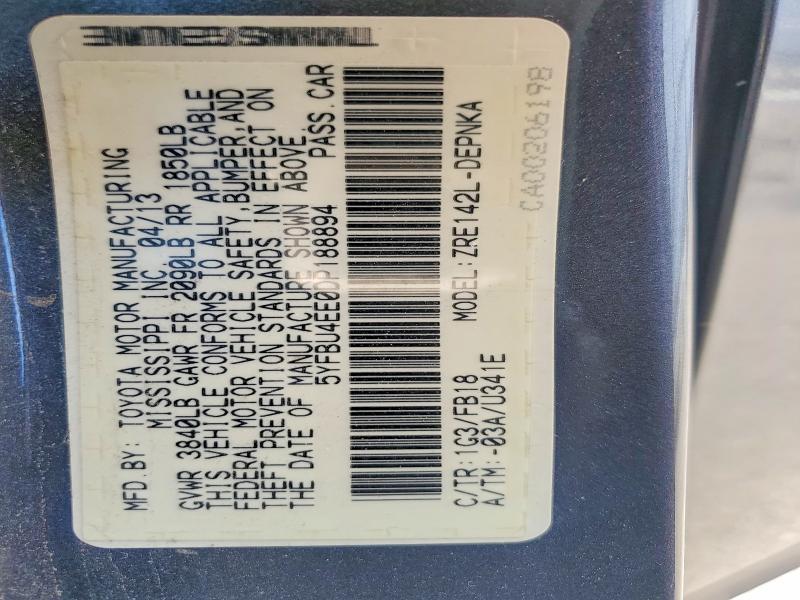 MFD.BY: TOYOTA MOTOR MANUFACTURING
MISSISSIPPI INC. 04/13
GVWR 3840LB GAWR FR 2090LB RR 1850LB
THIS VEHICLE CONFORMS TO ALL APPLICABLE
FEDERAL MOTOR VEHICLE SAFETY, BUMPER, AND
THEFT PREVENTION STANDARDS IN EFFECT ON
THE DATE OF MANUFACTURE SHOWN ABOVE.
5YFBU4EE0DP188894 PASS.CAR
C/TR: 1G3/FB18 MODEL: ZRE142L-DEPNKA
A/TM: -03A/U341E
CA00206198